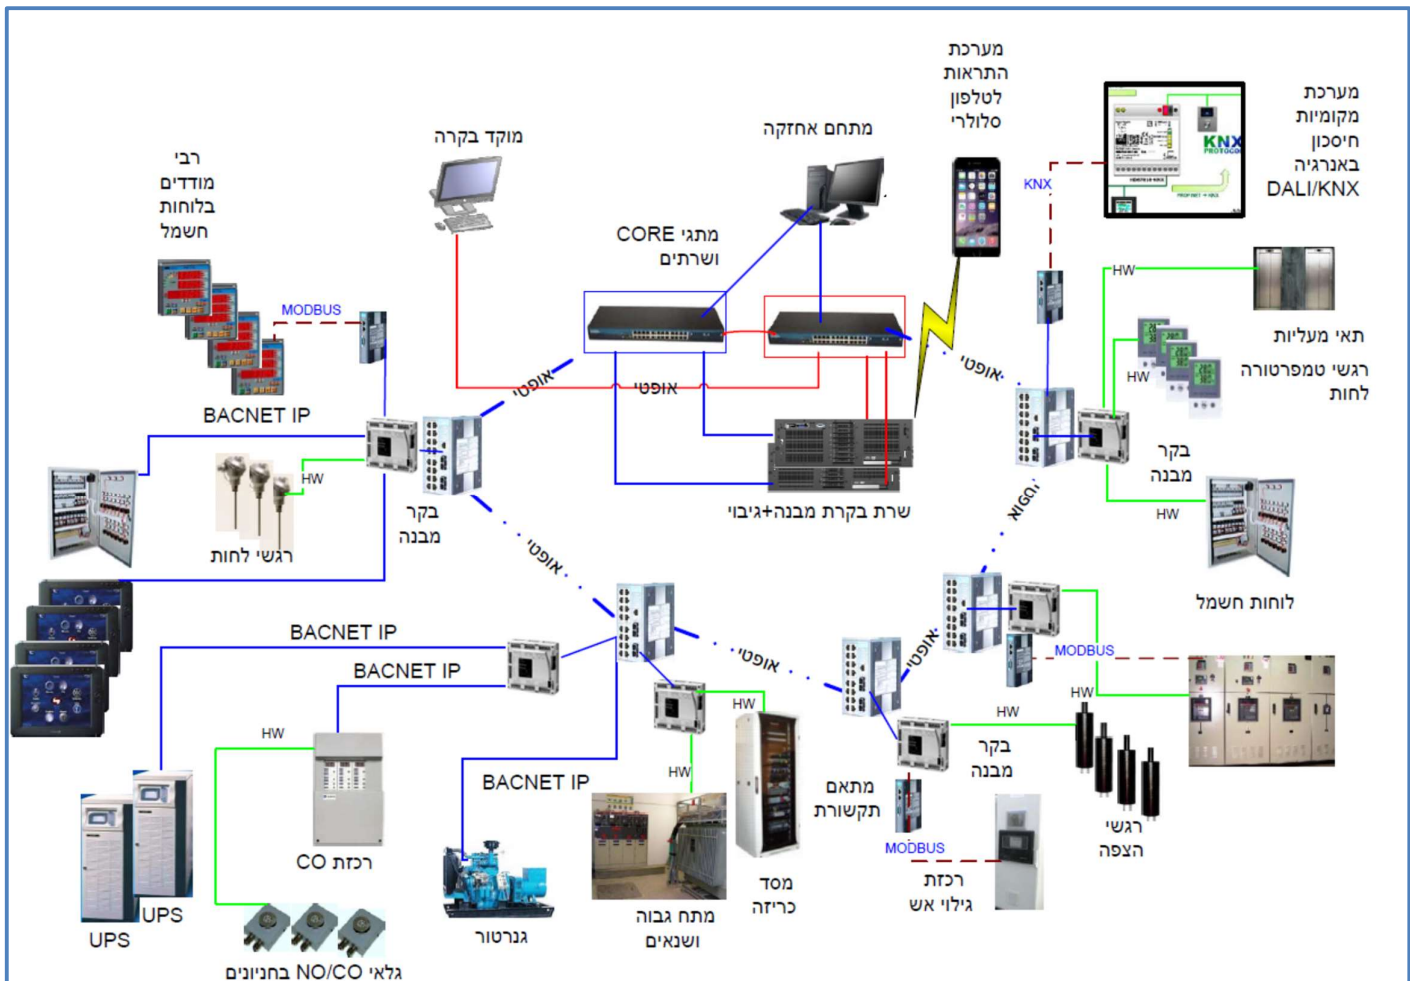 מערכת
התראות
לטלפון
סלולרי
מערכת
מקומיות
חיסכון
באנרגיה
DALI/KNX
KNX
PROTOCOL
PROFINET → KNX
מוקד בקרה
מתחם אחזקה
רבי
מודדים
בלוחות
חשמל
מתגי CORE
ושרתים
KNX
HW
MODBUS
תאי מעליות
רגשי טמפרטורה
לחות
HW
אופטי
אופטי
אופטי
BACNET IP
HW
בקר
מבנה
HW
בקר
מבנה
שרת בקרת מבנה+גיבוי
אופטי
רגשי לחות
אופטי
לוחות חשמל
BACNET IP
BACNET IP
אופטי
אופטי
MODBUS
HW
HW
HW
HW
BACNET IP
מתאם
תקשורת
בקר
מבנה
רגשי
הצפה
MODBUS
רכזת CO
מסד
כריזה
רכזת
גילוי אש
UPS
UPS
גנרטור
מתח גבוה
ושנאים
גלאי NO/CO בחניונים